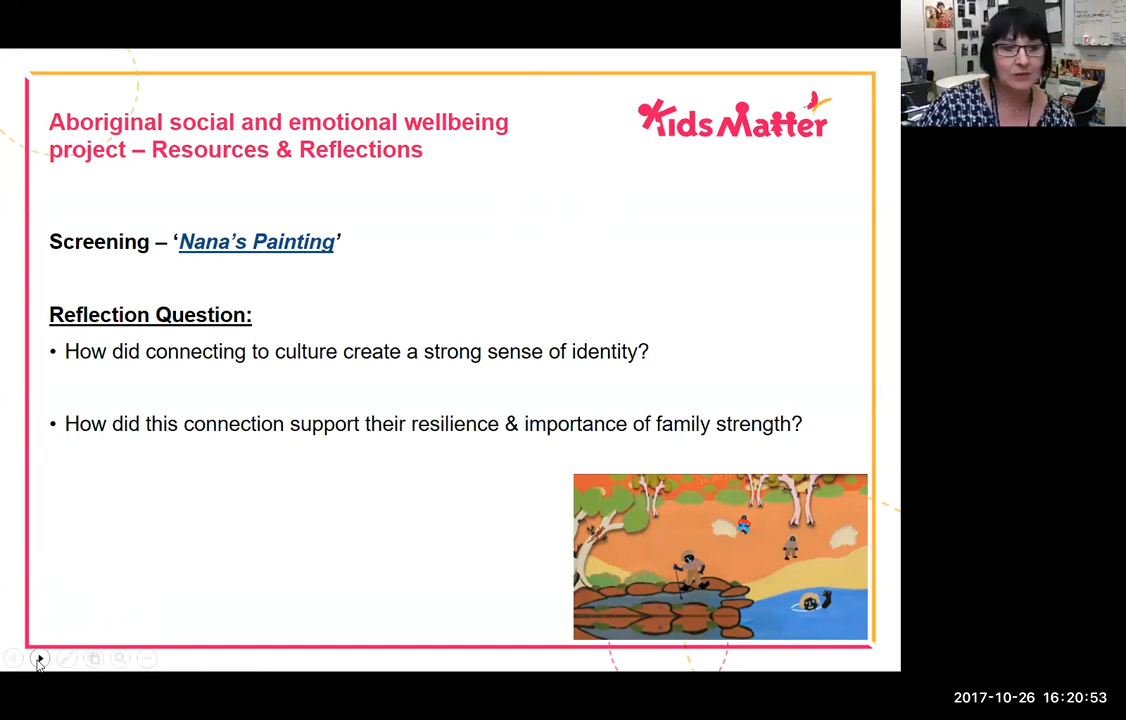 Aboriginal social and emotional wellbeing
project – Resources & Reflections
KidsMatter
Screening – ‘Nana’s Painting’
Reflection Question:
• How did connecting to culture create a strong sense of identity?
• How did this connection support their resilience & importance of family strength?
2017-10-26 16:20:53